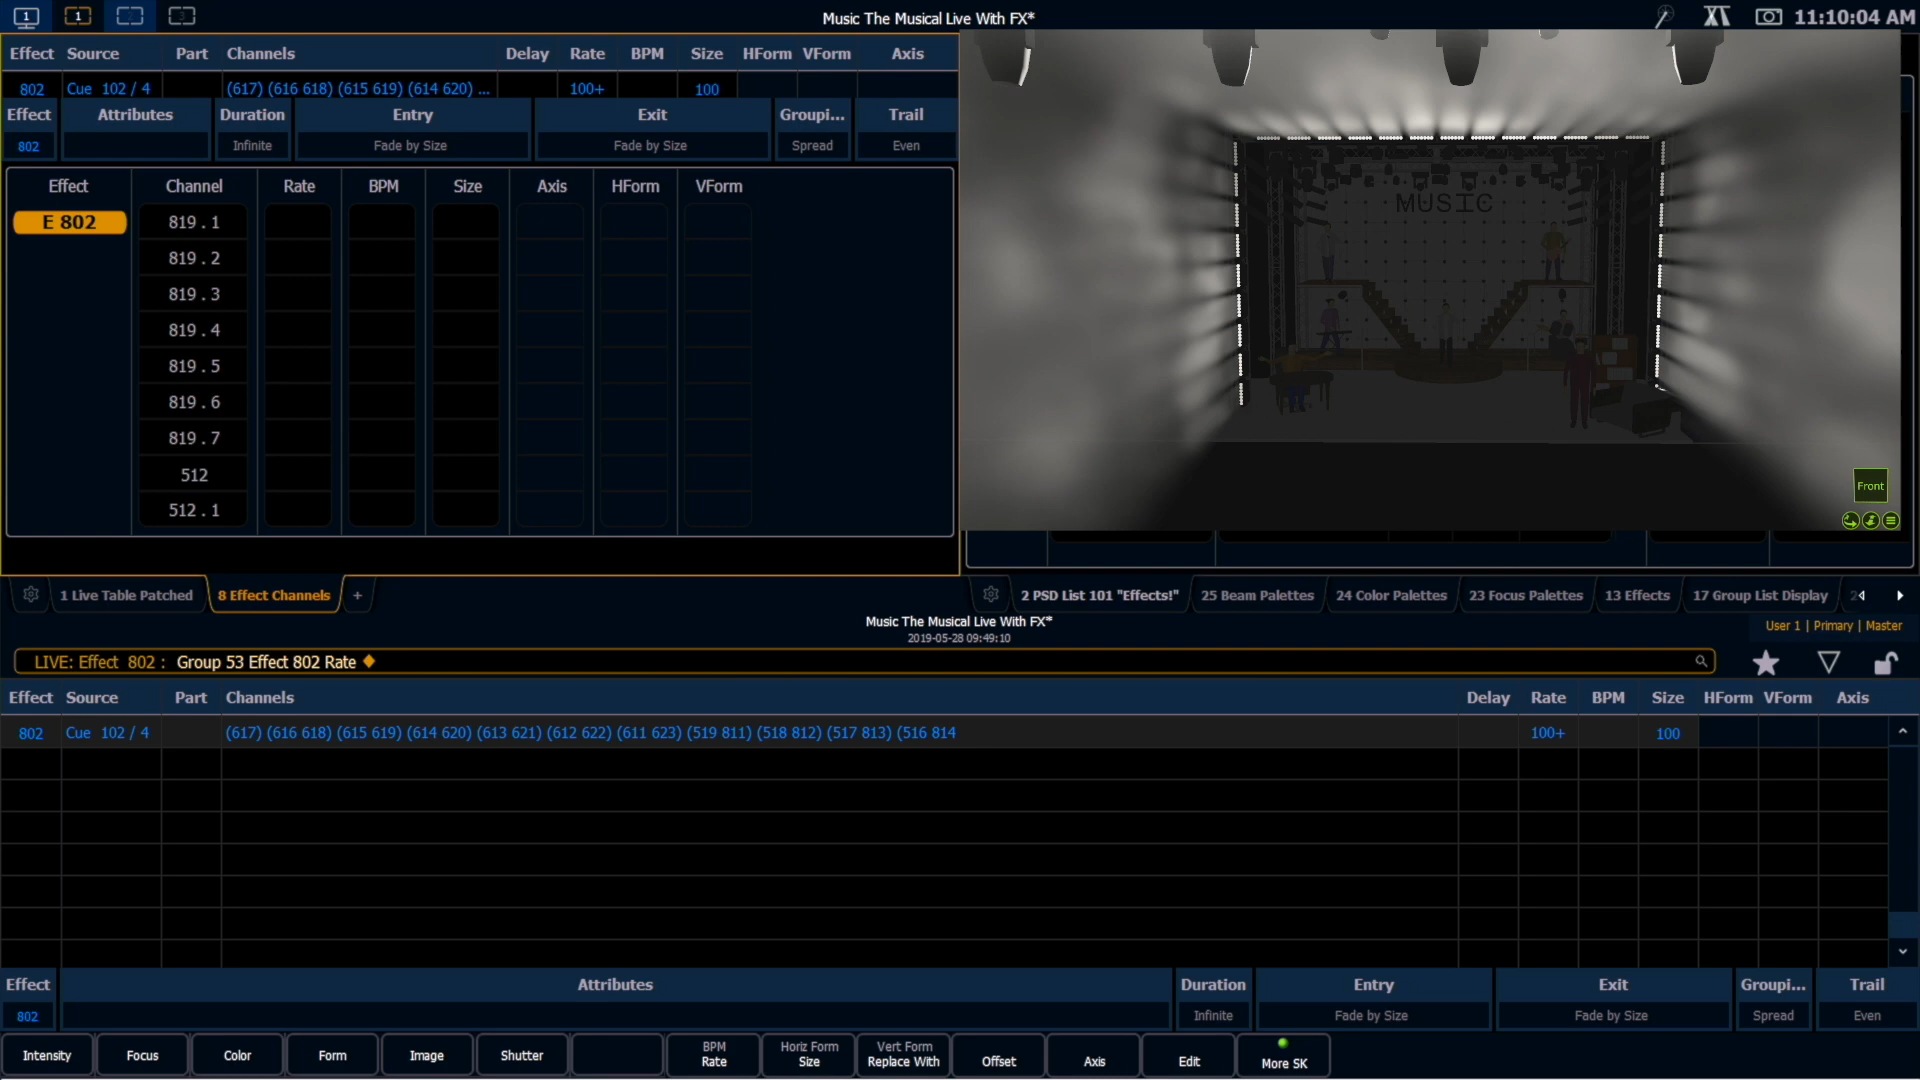 1 1 2 3
Music The Musical Live With FX*
11:10:04 AM
Effect Source Part Channels Delay Rate BPM Size HForm VForm Axis
802 Cue 102 / 4 (617) (616 618) (615 619) (614 620) ... 100+ 100
Effect Attributes Duration Entry Exit Groupi... Trail
802 Infinite Fade by Size Fade by Size Spread Even
Effect Channel Rate BPM Size Axis HForm VForm
E 802 819 . 1
819 . 2
819 . 3
819 . 4
819 . 5
819 . 6
819 . 7
512
512 . 1
MUSIC
Front
1 Live Table Patched 8 Effect Channels +
2 PSD List 101 "Effects!" 25 Beam Palettes 24 Color Palettes 23 Focus Palettes 13 Effects 17 Group List Display
Music The Musical Live With FX*
2019-05-28 09:49:10
User 1 | Primary | Master
LIVE: Effect 802 : Group 53 Effect 802 Rate
Effect Source Part Channels Delay Rate BPM Size HForm VForm Axis
802 Cue 102 / 4 (617) (616 618) (615 619) (614 620) (613 621) (612 622) (611 623) (519 811) (518 812) (517 813) (516 814 100+ 100
Effect Attributes Duration Entry Exit Groupi... Trail
802 Infinite Fade by Size Fade by Size Spread Even
Intensity Focus Color Form Image Shutter
BPM
Rate
Horiz Form
Size
Vert Form
Replace With
Offset Axis Edit More SK